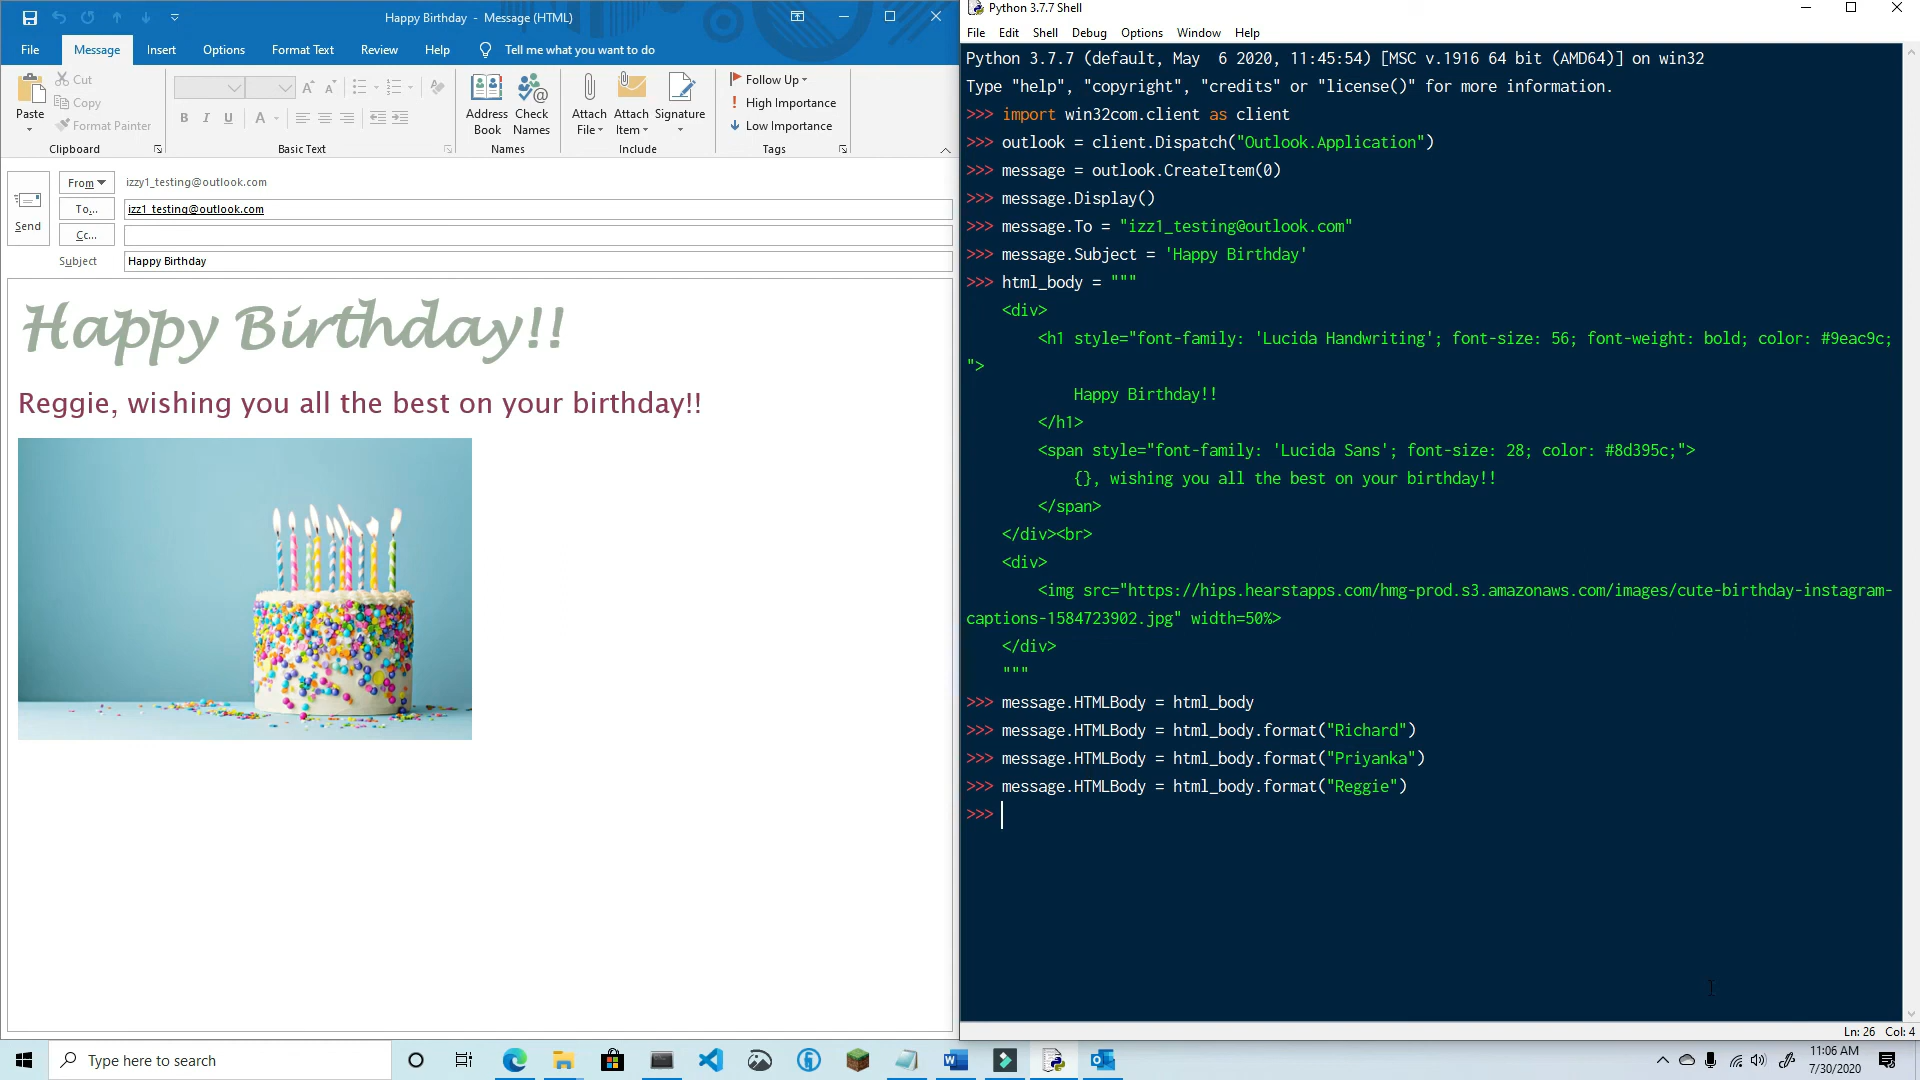 Happy Birthday - Message (HTML)
File Message Insert Options Format Text Review Help Tell me what you want to do
Paste
Cut
Copy
Format Painter
Clipboard
B I U A
Basic Text
Address Book
Check Names
Names
Attach File
Attach Item
Signature
Include
Follow Up
High Importance
Low Importance
Tags
Send
From izzy1_testing@outlook.com
To... izz1_testing@outlook.com
Cc...
Subject Happy Birthday
Happy Birthday!!
Reggie, wishing you all the best on your birthday!!
Python 3.7.7 Shell
File Edit Shell Debug Options Window Help
Python 3.7.7 (default, May  6 2020, 11:45:54) [MSC v.1916 64 bit (AMD64)] on win32
Type "help", "copyright", "credits" or "license()" for more information.
>>> import win32com.client as client
>>> outlook = client.Dispatch("Outlook.Application")
>>> message = outlook.CreateItem(0)
>>> message.Display()
>>> message.To = "izz1_testing@outlook.com"
>>> message.Subject = 'Happy Birthday'
>>> html_body = """
<div>
<h1 style="font-family: 'Lucida Handwriting'; font-size: 56; font-weight: bold; color: #9eac9c;
">
Happy Birthday!!
</h1>
<span style="font-family: 'Lucida Sans'; font-size: 28; color: #8d395c;">
{}, wishing you all the best on your birthday!!
</span>
</div><br>
<div>
<img src="https://hips.hearstapps.com/hmg-prod.s3.amazonaws.com/images/cute-birthday-instagram-
captions-1584723902.jpg" width=50%>
</div>
"""
>>> message.HTMLBody = html_body
>>> message.HTMLBody = html_body.format("Richard")
>>> message.HTMLBody = html_body.format("Priyanka")
>>> message.HTMLBody = html_body.format("Reggie")
>>>
Ln: 26 Col: 4
Type here to search
11:06 AM
7/30/2020